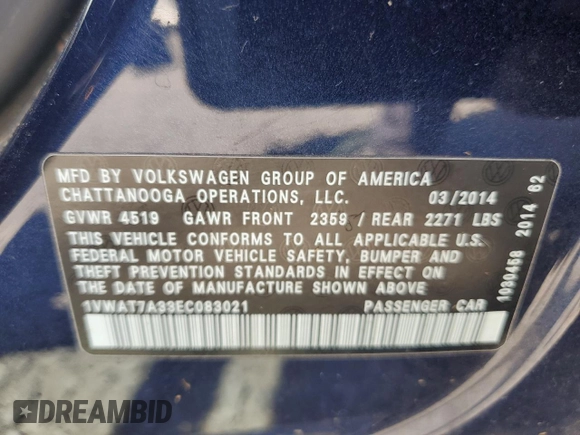 MFD BY VOLKSWAGEN GROUP OF AMERICA
CHATTANOOGA OPERATIONS, LLC. 03/2014
GVWR 4519 GAWR FRONT 2359 / REAR 2271 LBS
THIS VEHICLE CONFORMS TO ALL APPLICABLE U.S.
FEDERAL MOTOR VEHICLE SAFETY, BUMPER AND
THEFT PREVENTION STANDARDS IN EFFECT ON
THE DATE OF MANUFACTURE SHOWN ABOVE
1VWAT7A33EC083021 PASSENGER CAR
1030458 2014 62
DREAMBID